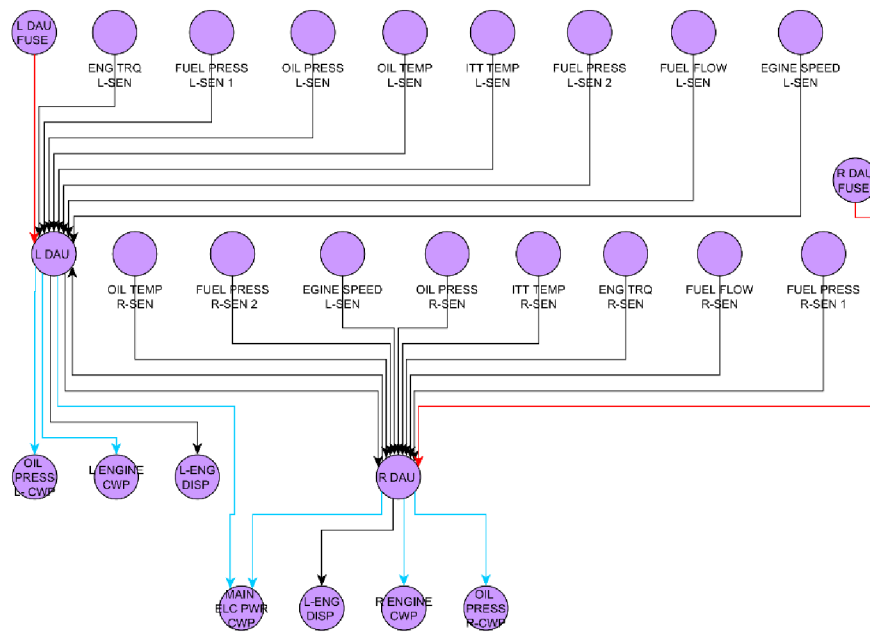 L DAU
FUSE
ENG TRQ
L-SEN
FUEL PRESS
L-SEN 1
OIL PRESS
L-SEN
OIL TEMP
L-SEN
ITT TEMP
L-SEN
FUEL PRESS
L-SEN 2
FUEL FLOW
L-SEN
EGINE SPEED
L-SEN
R DAU
FUSE
L DAU
OIL TEMP
R-SEN
FUEL PRESS
R-SEN 2
EGINE SPEED
L-SEN
OIL PRESS
R-SEN
ITT TEMP
R-SEN
ENG TRQ
R-SEN
FUEL FLOW
R-SEN
FUEL PRESS
R-SEN 1
OIL
PRESS
L- CWP
L ENGINE
CWP
L-ENG
DISP
R DAU
MAIN
ELC PWR
CWP
L-ENG
DISP
R ENGINE
CWP
OIL
PRESS
R-CWP